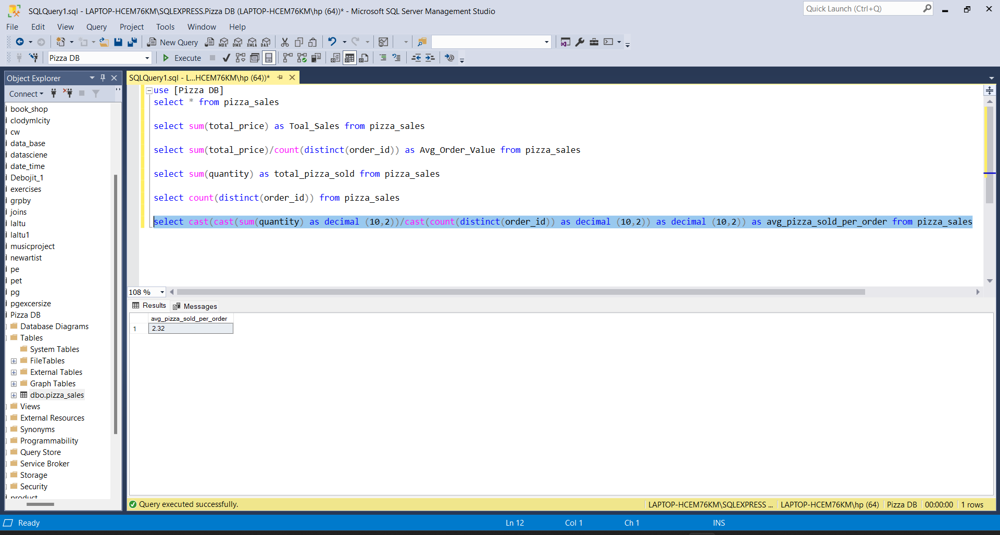 SQLQuery1.sql - LAPTOP-HCEM76KM\SQLEXPRESS.Pizza DB (LAPTOP-HCEM76KM\hp (64))* - Microsoft SQL Server Management Studio
Quick Launch (Ctrl+Q)
File Edit View Query Project Tools Window Help
New Query MDX DMX XMLA DAX
Pizza DB Execute
Object Explorer
SQLQuery1.sql - L...HCEM76KM\hp (64))*
Connect
book_shop
clodymlcity
cw
data_base
datasciene
date_time
Debojit_1
exercises
grpby
joins
laltu
laltu1
musicproject
newartist
pe
pet
pg
pgexcersize
Pizza DB
Database Diagrams
Tables
System Tables
FileTables
External Tables
Graph Tables
dbo.pizza_sales
Views
External Resources
Synonyms
Programmability
Query Store
Service Broker
Storage
Security
product
use [Pizza DB]
select * from pizza_sales
select sum(total_price) as Toal_Sales from pizza_sales
select sum(total_price)/count(distinct(order_id)) as Avg_Order_Value from pizza_sales
select sum(quantity) as total_pizza_sold from pizza_sales
select count(distinct(order_id)) from pizza_sales
select cast(cast(sum(quantity) as decimal (10,2))/cast(count(distinct(order_id)) as decimal (10,2)) as decimal (10,2)) as avg_pizza_sold_per_order from pizza_sales
108 %
Results Messages
avg_pizza_sold_per_order
1 2.32
Query executed successfully.
LAPTOP-HCEM76KM\SQLEXPRESS ... LAPTOP-HCEM76KM\hp (64) Pizza DB 00:00:00 1 rows
Ready Ln 12 Col 1 Ch 1 INS